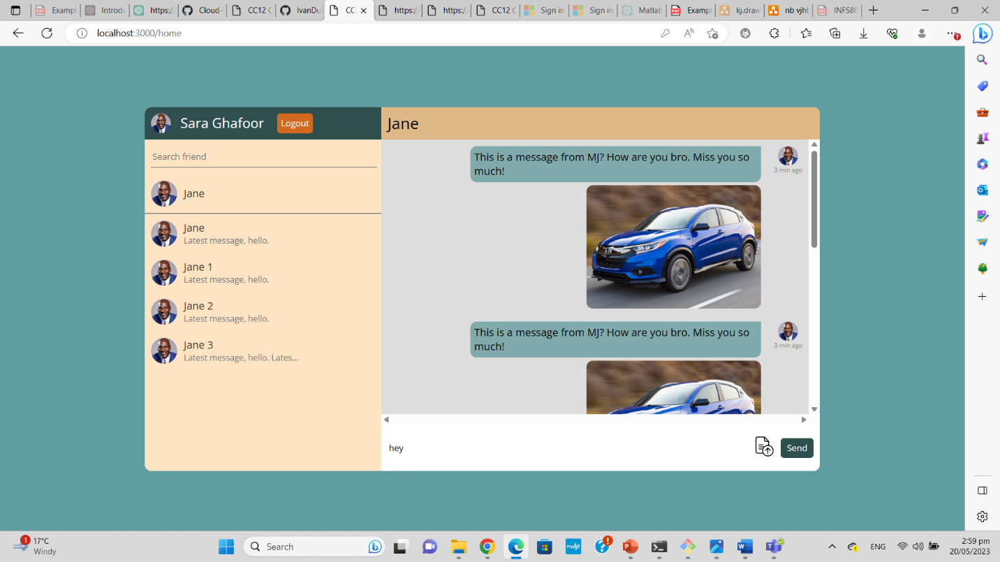 Exampl
Introdu
https:/
Cloud-
CC12 C
IvanDu
CC
https:/
https:/
CC12 C
Sign in
Sign in
Matlab
Exampl
kj.draw
nb vjhb
INFS80
localhost:3000/home
Sara Ghafoor
Logout
Jane
Search friend
Jane
Jane
Latest message, hello.
Jane 1
Latest message, hello.
Jane 2
Latest message, hello.
Jane 3
Latest message, hello. Lates...
This is a message from MJ? How are you bro. Miss you so
much!
3 min ago
This is a message from MJ? How are you bro. Miss you so
much!
3 min ago
hey
Send
1
17°C
Windy
Search
ENG
2:59 pm
20/05/2023